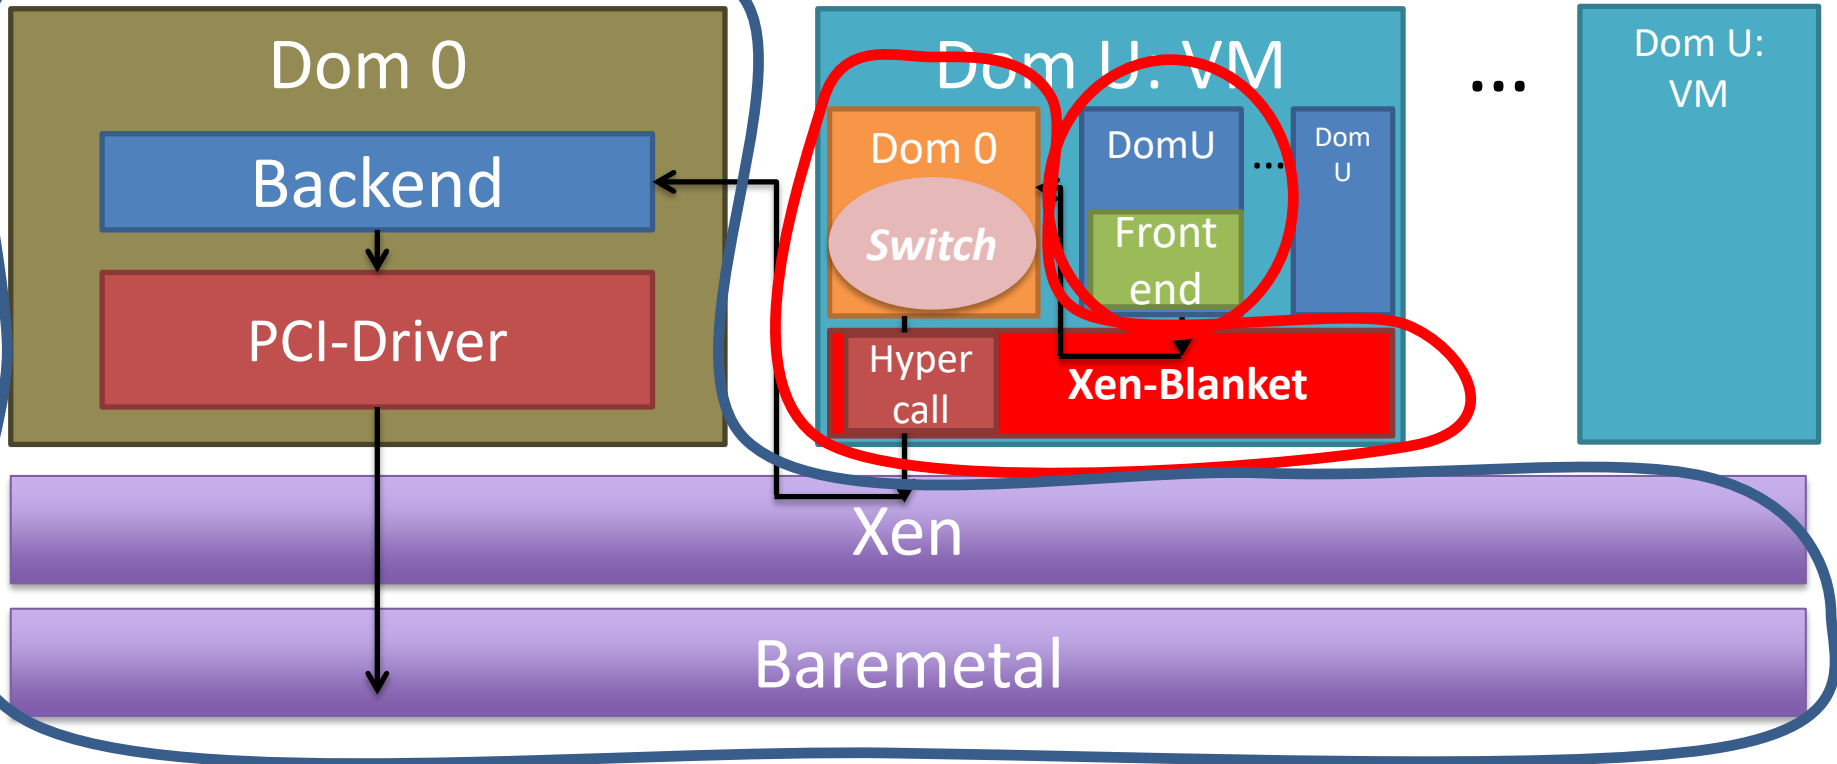 Dom 0
Backend
PCI-Driver
Dom U: VM
Dom 0
Switch
DomU
Front
end
...
Dom
U
Hyper
call
Xen-Blanket
...
Dom U:
VM
Xen
Baremetal